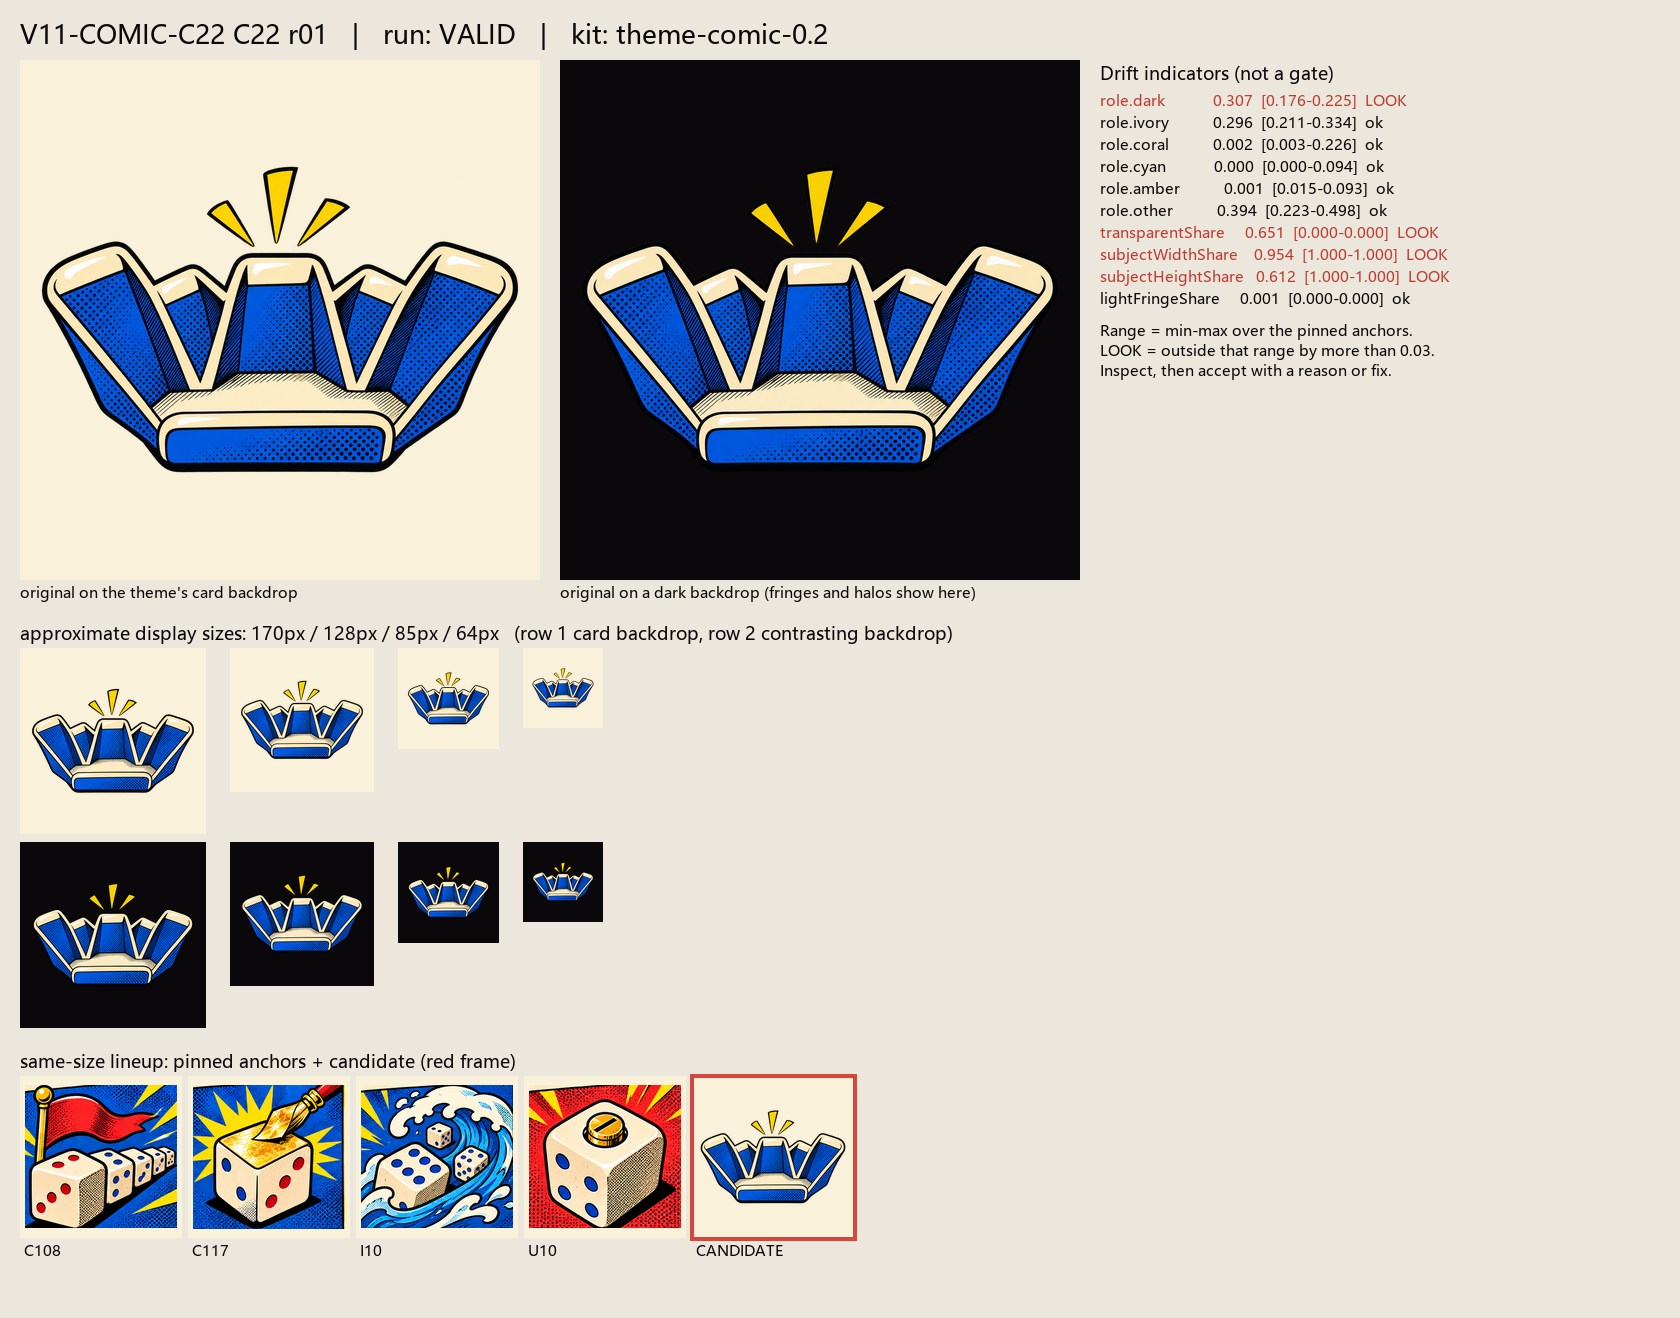 V11-COMIC-C22 C22 r01   |   run: VALID   |   kit: theme-comic-0.2
Drift indicators (not a gate)
role.dark 0.307 [0.176-0.225] LOOK
role.ivory 0.296 [0.211-0.334] ok
role.coral 0.002 [0.003-0.226] ok
role.cyan 0.000 [0.000-0.094] ok
role.amber 0.001 [0.015-0.093] ok
role.other 0.394 [0.223-0.498] ok
transparentShare 0.651 [0.000-0.000] LOOK
subjectWidthShare 0.954 [1.000-1.000] LOOK
subjectHeightShare 0.612 [1.000-1.000] LOOK
lightFringeShare 0.001 [0.000-0.000] ok
Range = min-max over the pinned anchors.
LOOK = outside that range by more than 0.03.
Inspect, then accept with a reason or fix.
original on the theme's card backdrop
original on a dark backdrop (fringes and halos show here)
approximate display sizes: 170px / 128px / 85px / 64px   (row 1 card backdrop, row 2 contrasting backdrop)
same-size lineup: pinned anchors + candidate (red frame)
C108
C117
I10
U10
CANDIDATE